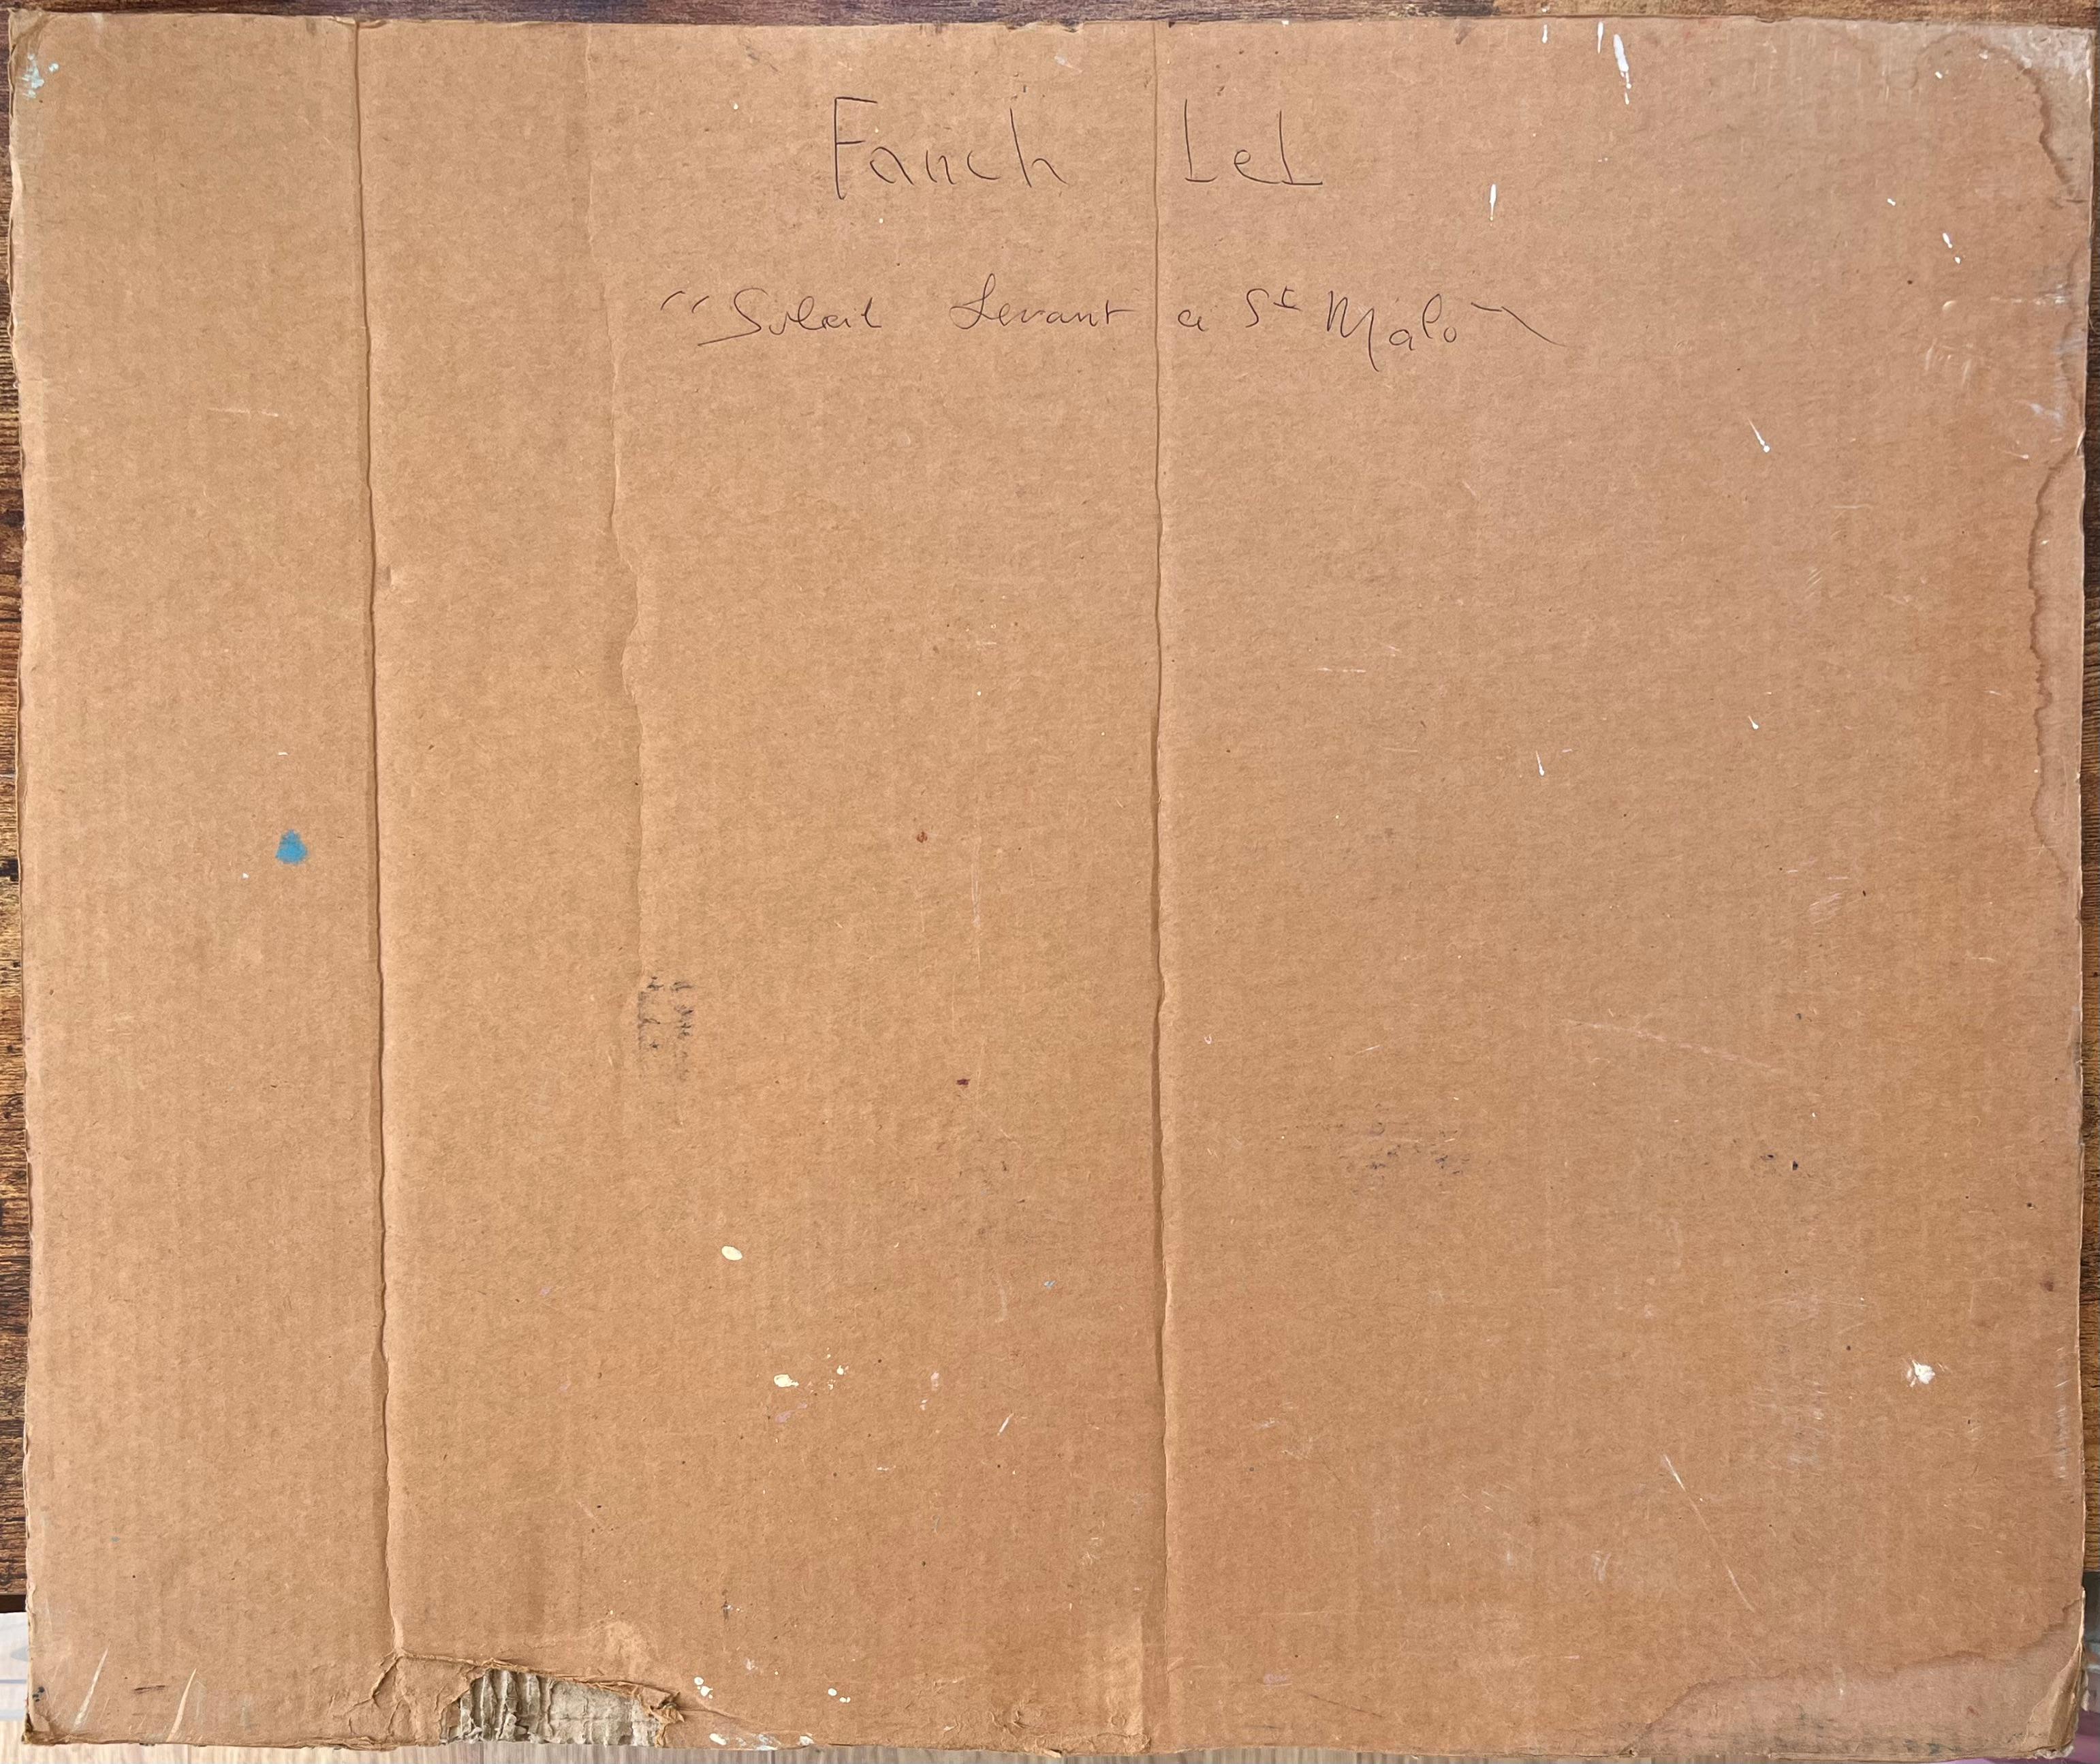 Fanch Lel
"Soleil Levant a St Malo"